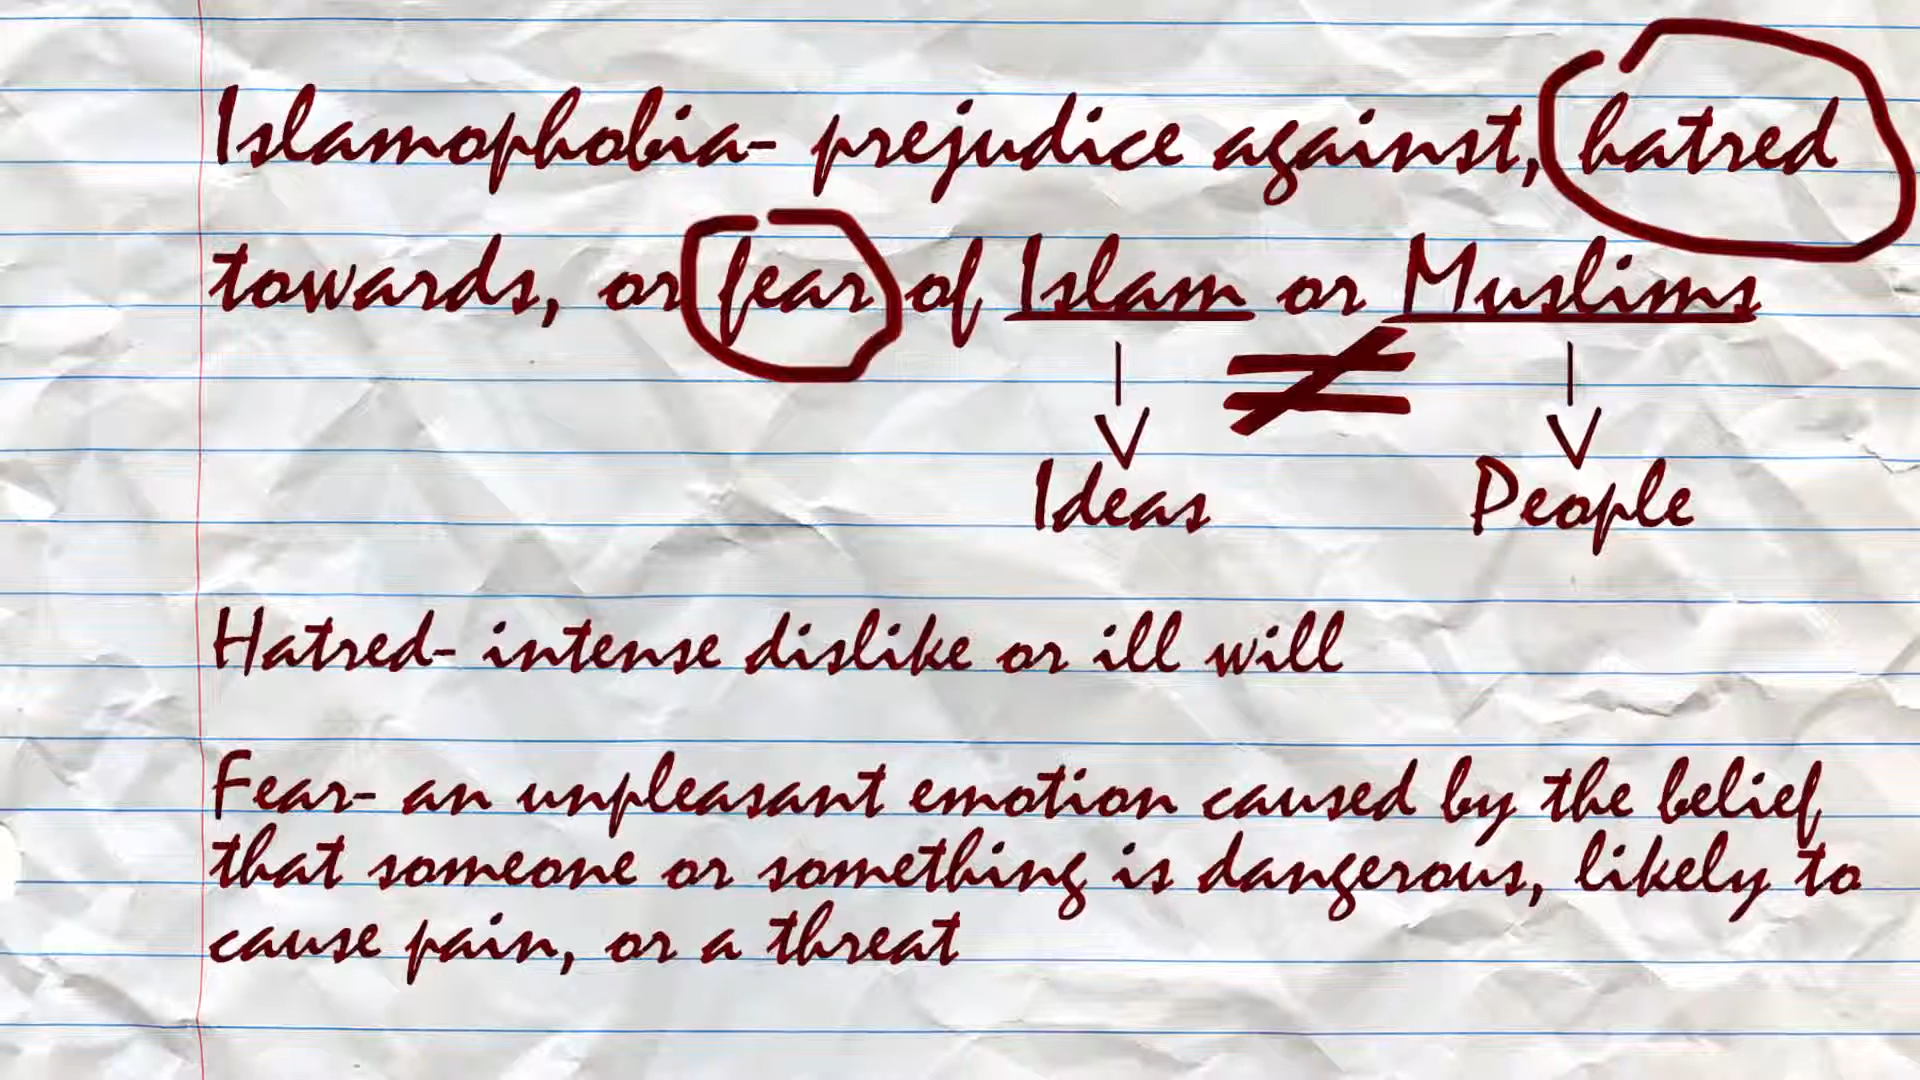 Islamophobia- prejudice against, hatred
towards, or fear of Islam or Muslims
≠
Ideas People
Hatred- intense dislike or ill will
Fear- an unpleasant emotion caused by the belief
that someone or something is dangerous, likely to
cause pain, or a threat